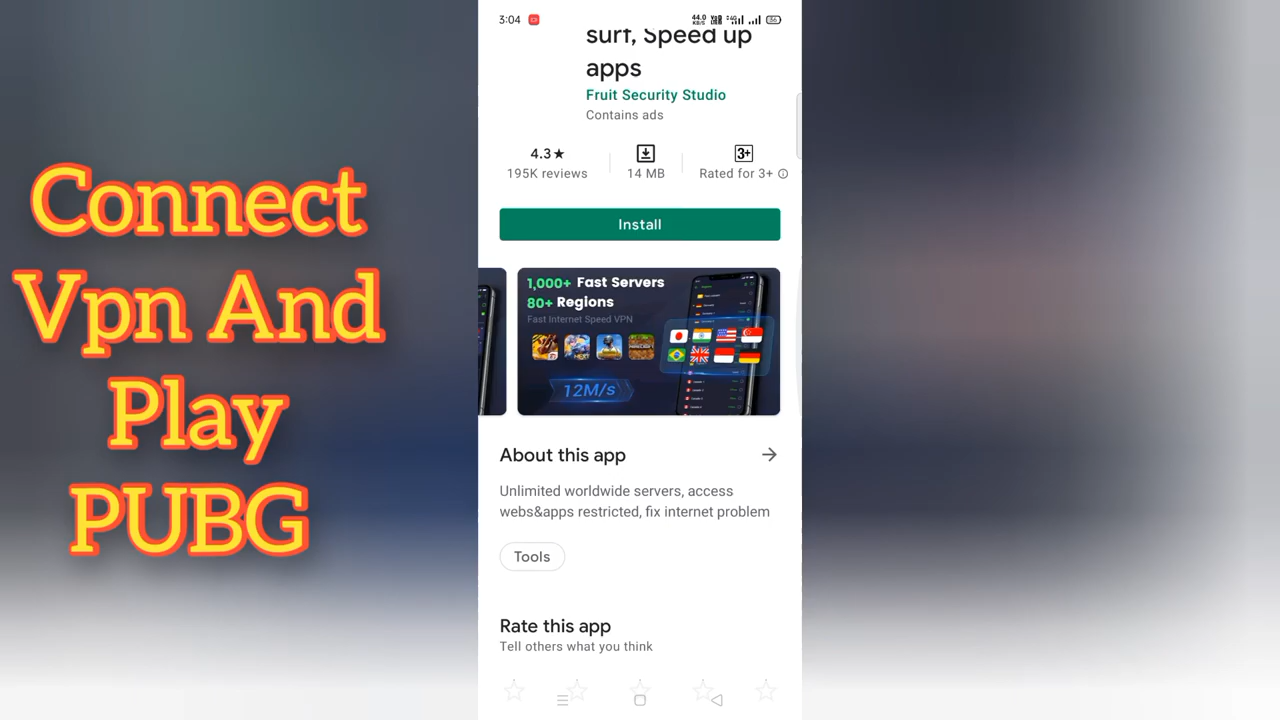 Connect
Vpn And
Play
PUBG
3:04
44.0
KB/S
surf, Speed up
apps
Fruit Security Studio
Contains ads
4.3★
195K reviews
14 MB
3+
Rated for 3+
Install
1,000+ Fast Servers
80+ Regions
Fast Internet Speed VPN
12M/s
About this app
Unlimited worldwide servers, access
webs&apps restricted, fix internet problem
Tools
Rate this app
Tell others what you think